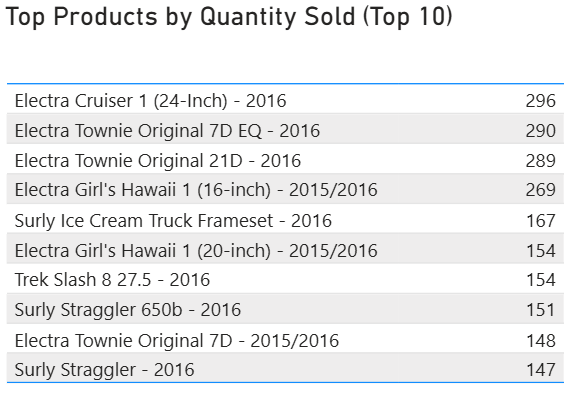 Top Products by Quantity Sold (Top 10)
Electra Cruiser 1 (24-Inch) - 2016 296
Electra Townie Original 7D EQ - 2016 290
Electra Townie Original 21D - 2016 289
Electra Girl's Hawaii 1 (16-inch) - 2015/2016 269
Surly Ice Cream Truck Frameset - 2016 167
Electra Girl's Hawaii 1 (20-inch) - 2015/2016 154
Trek Slash 8 27.5 - 2016 154
Surly Straggler 650b - 2016 151
Electra Townie Original 7D - 2015/2016 148
Surly Straggler - 2016 147